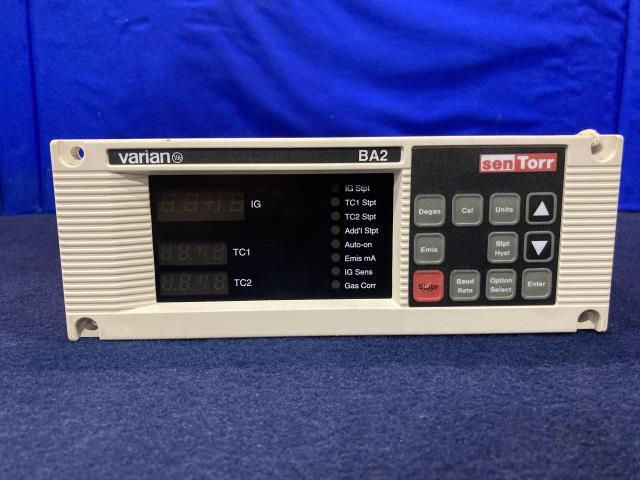 varian
BA2
senTorr
IG
TC1
TC2
IG Stpt
TC1 Stpt
TC2 Stpt
Add'l Stpt
Auto-on
Emis mA
IG Sens
Gas Corr
Degas
Cal
Units
Emis
Stpt
Hyst
Baud
Rate
Option
Select
Enter